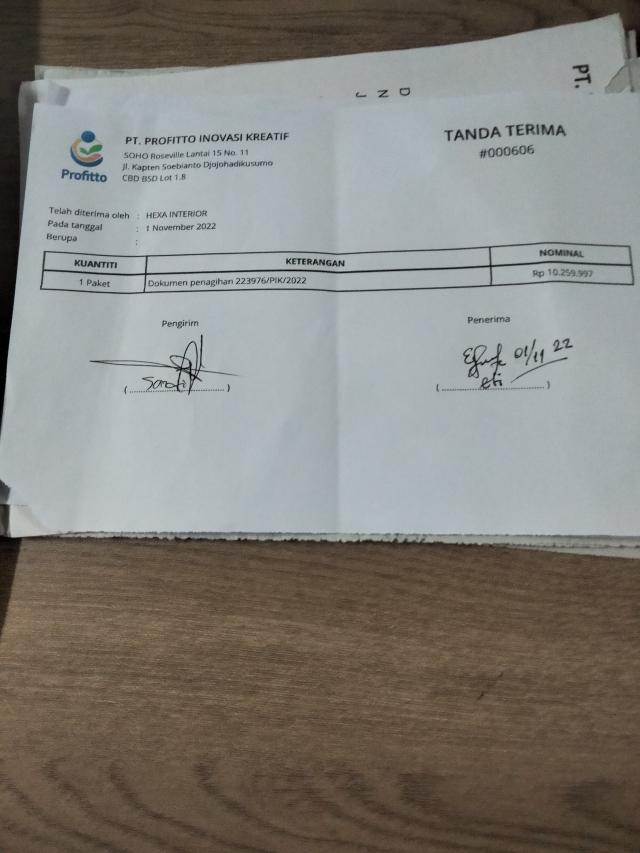 PT.
D N J
Profitto
PT. PROFITTO INOVASI KREATIF
SOHO Roseville Lantai 15 No. 11
Jl. Kapten Soebianto Djojohadikusumo
CBD BSD Lot 1.8
TANDA TERIMA
#000606
Telah diterima oleh : HEXA INTERIOR
Pada tanggal : 1 November 2022
Berupa :
KUANTITI KETERANGAN NOMINAL
1 Paket Dokumen penagihan 223976/PIK/2022 Rp 10.259.997
Pengirim Penerima
01/11 22
(.....................) eti (.....................)